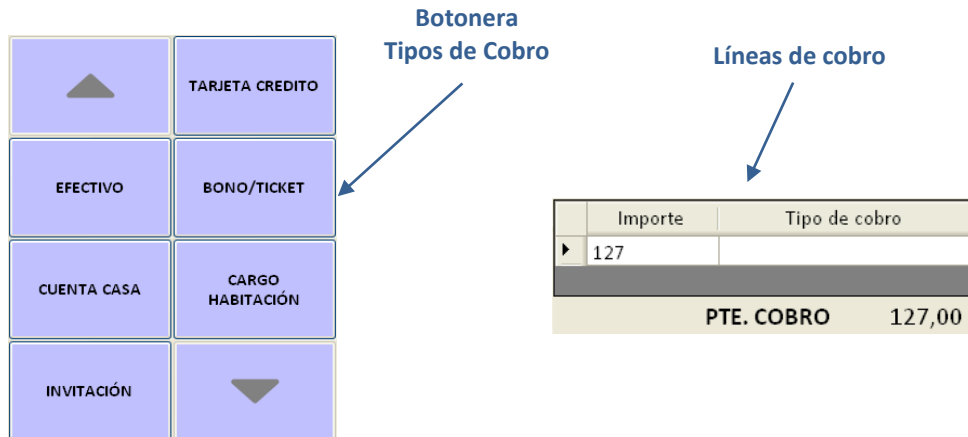 Botonera
Tipos de Cobro
TARJETA CREDITO
EFECTIVO
BONO/TICKET
CUENTA CASA
CARGO
HABITACIÓN
INVITACIÓN
Líneas de cobro
Importe Tipo de cobro
127
PTE. COBRO 127,00